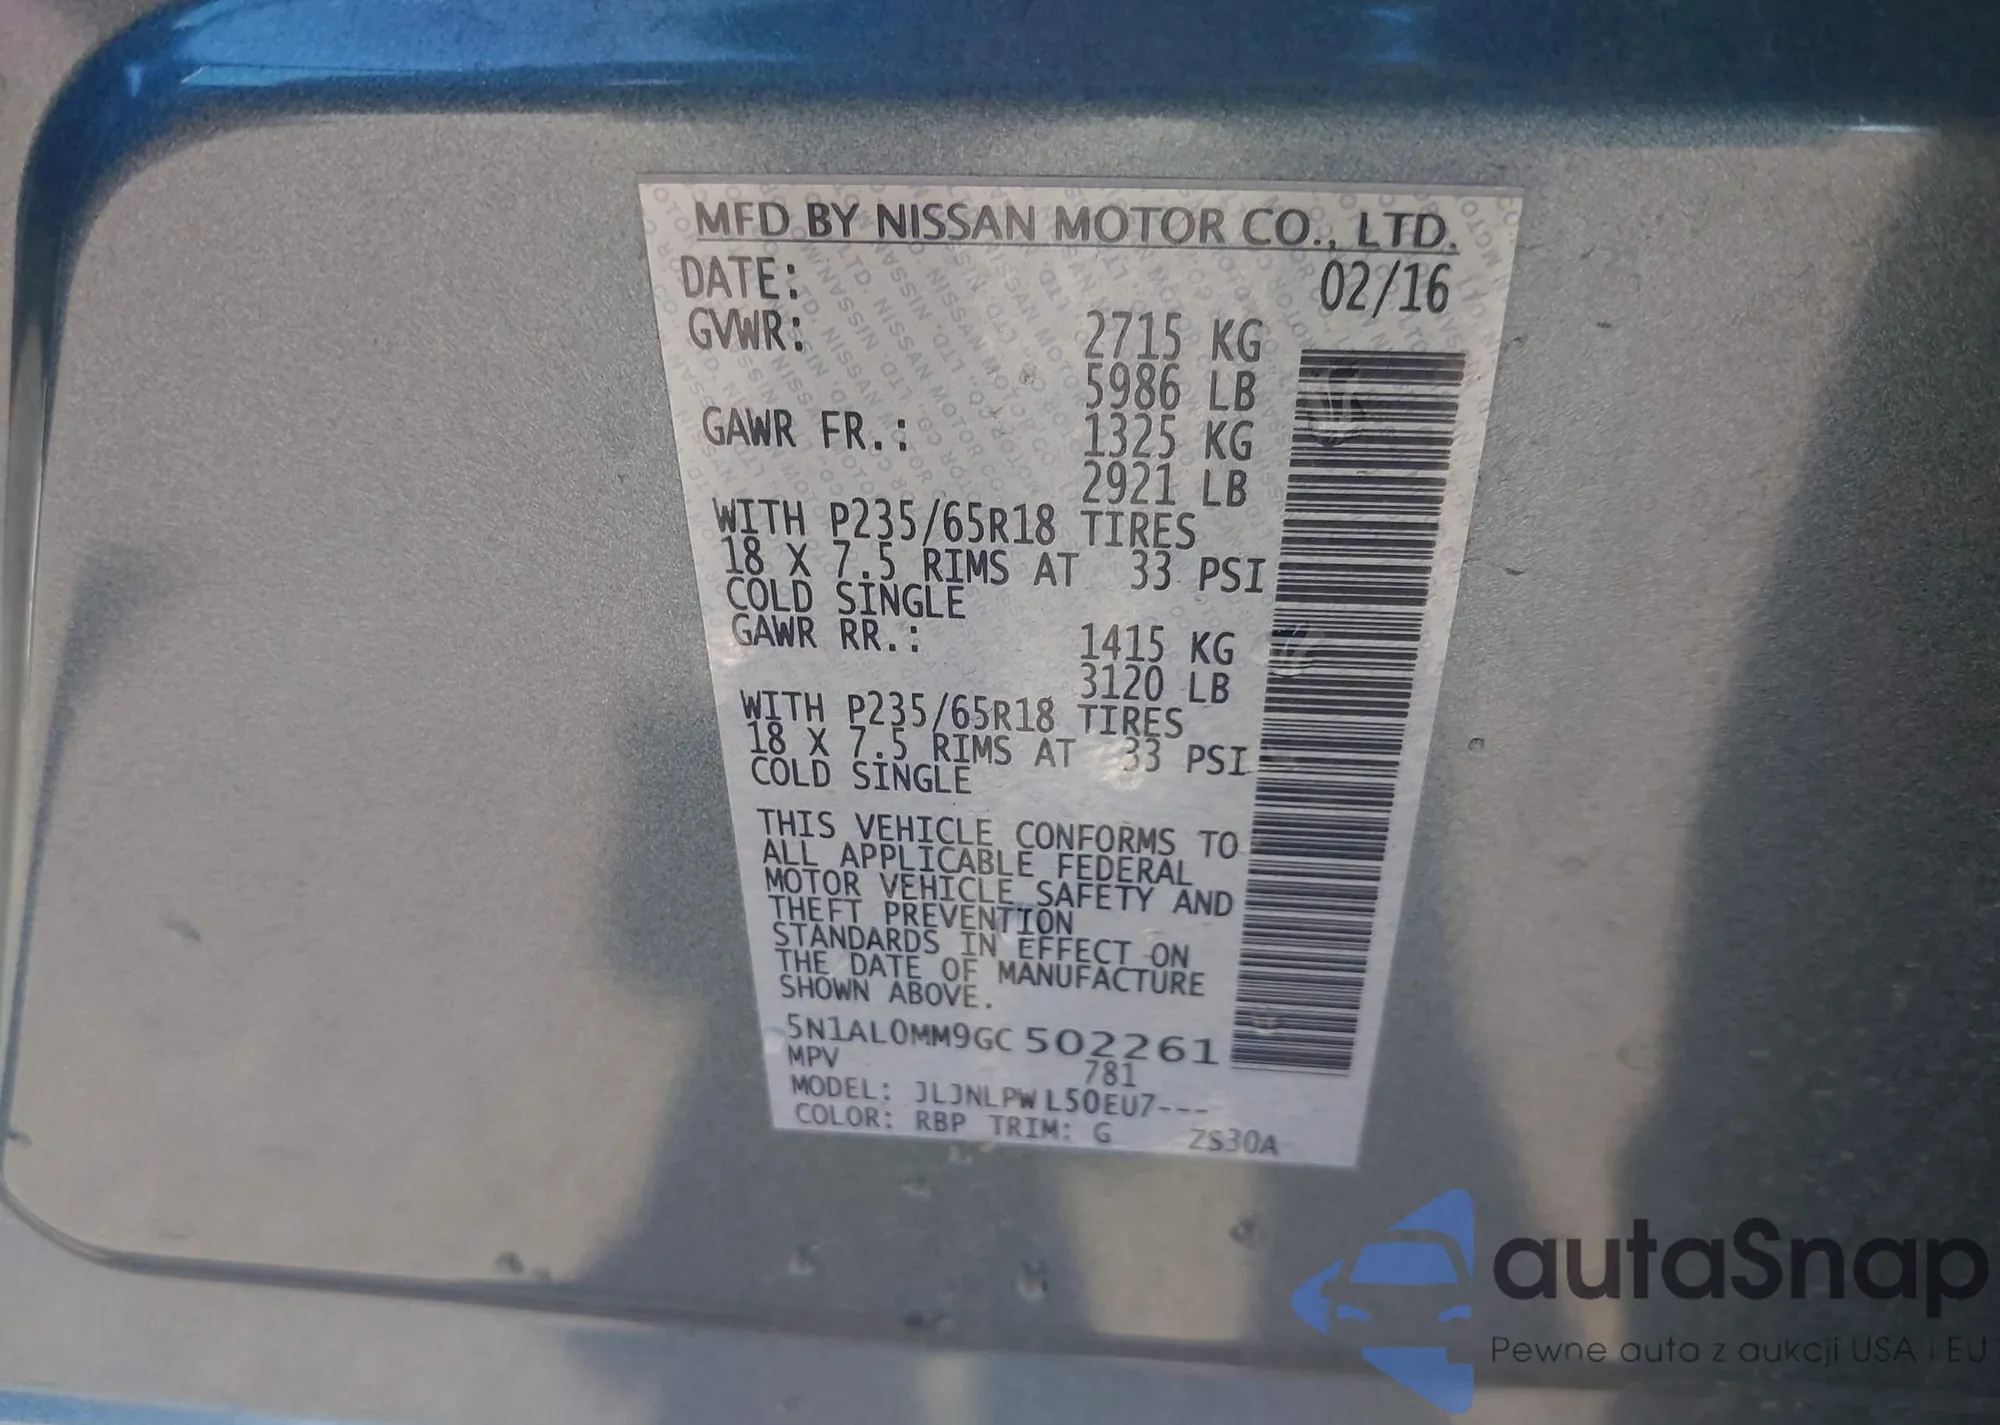 MFD BY NISSAN MOTOR CO., LTD.
DATE: 02/16
GVWR: 2715 KG
5986 LB
GAWR FR.: 1325 KG
2921 LB
WITH P235/65R18 TIRES
18 X 7.5 RIMS AT 33 PSI
COLD SINGLE
GAWR RR.: 1415 KG
3120 LB
WITH P235/65R18 TIRES
18 X 7.5 RIMS AT 33 PSI
COLD SINGLE
THIS VEHICLE CONFORMS TO
ALL APPLICABLE FEDERAL
MOTOR VEHICLE SAFETY AND
THEFT PREVENTION
STANDARDS IN EFFECT ON
THE DATE OF MANUFACTURE
SHOWN ABOVE.
5N1AL0MM9GC 502261
MPV 781
MODEL: JLJNLPW L50EU7---
COLOR: RBP TRIM: G ZS30A
autaSnap
Pewne auta z aukcji USA i EU